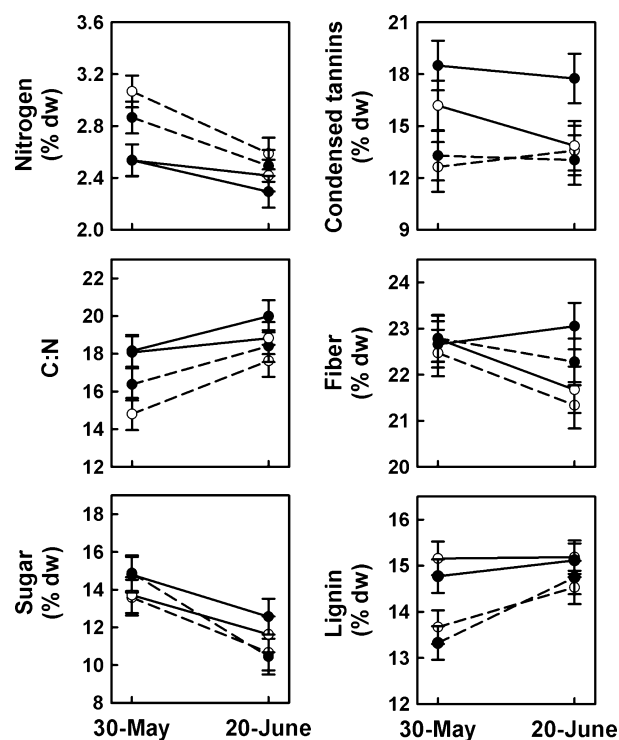 Nitrogen
(% dw)
3.6
3.2
2.8
2.4
2.0
Condensed tannins
(% dw)
21
18
15
12
9
C:N
22
20
18
16
14
12
Fiber
(% dw)
24
23
22
21
20
Sugar
(% dw)
18
16
14
12
10
8
30-May 20-June
Lignin
(% dw)
16
15
14
13
12
30-May 20-June